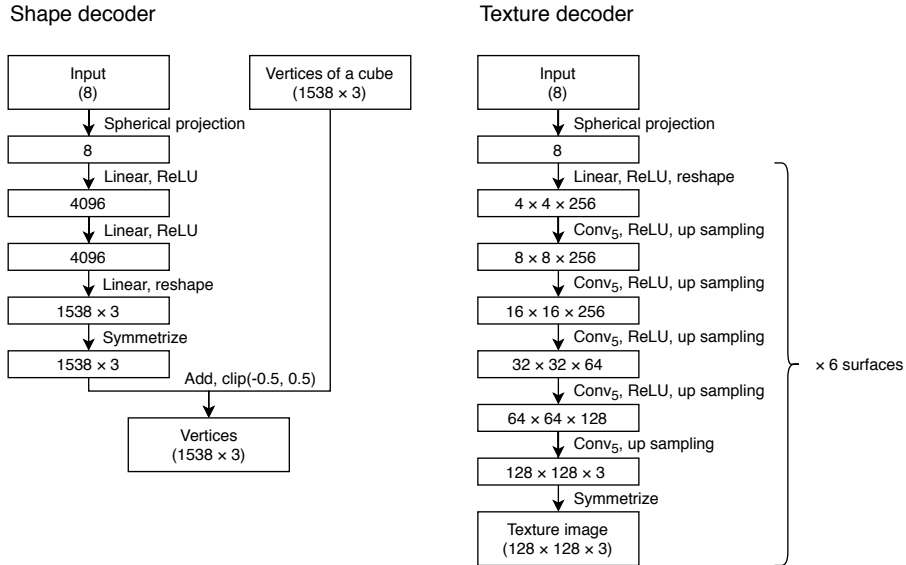 Shape decoder
Input
(8)
Vertices of a cube
(1538 × 3)
Spherical projection
8
Linear, ReLU
4096
Linear, ReLU
4096
Linear, reshape
1538 × 3
Symmetrize
1538 × 3
Add, clip(-0.5, 0.5)
Vertices
(1538 × 3)
Texture decoder
Input
(8)
Spherical projection
8
Linear, ReLU, reshape
4 × 4 × 256
Conv₅, ReLU, up sampling
8 × 8 × 256
Conv₅, ReLU, up sampling
16 × 16 × 256
Conv₅, ReLU, up sampling
32 × 32 × 64
Conv₅, ReLU, up sampling
64 × 64 × 128
Conv₅, up sampling
128 × 128 × 3
Symmetrize
Texture image
(128 × 128 × 3)
× 6 surfaces